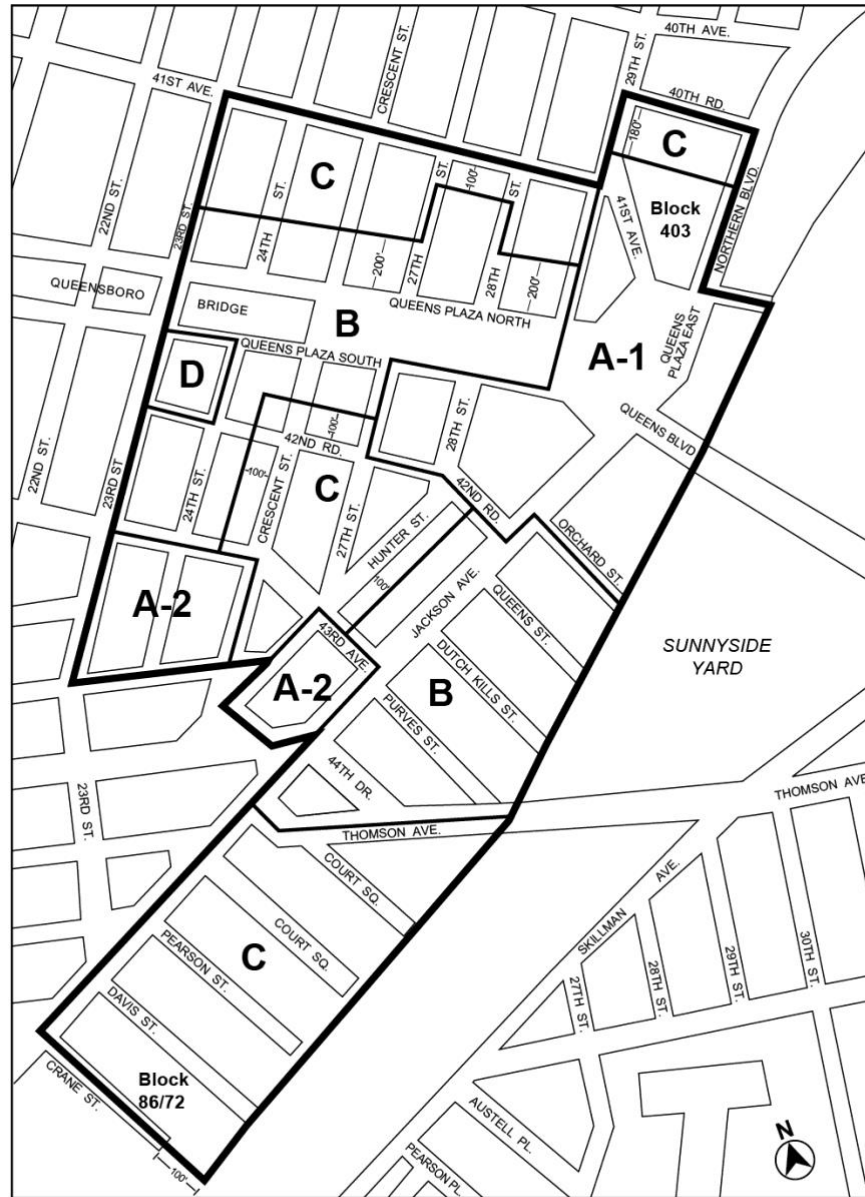 40TH AVE.
29TH ST.
CRESCENT ST.
41ST AVE.
40TH RD.
180'
C
C
100'
ST.
ST.
ST.
22ND ST.
23RD ST.
24TH
27TH
28TH
200'
200'
41ST AVE.
Block
403
NORTHERN BLVD.
QUEENSBORO
BRIDGE
QUEENS PLAZA NORTH
B
QUEENS PLAZA SOUTH
A-1
QUEENS
PLAZA EAST
D
QUEENS BLVD
100'
28TH ST.
42ND RD.
42ND RD.
22ND ST.
23RD ST
24TH ST.
100'
CRESCENT ST.
C
27TH ST.
HUNTER ST.
100'
ORCHARD ST.
JACKSON AVE.
QUEENS ST.
A-2
43RD AVE.
A-2
DUTCH KILLS ST.
B
PURVES ST.
SUNNYSIDE
YARD
44TH DR.
23RD ST.
THOMSON AVE.
THOMSON AVE.
COURT SQ.
COURT SQ.
SKILLMAN AVE.
C
PEARSON ST.
DAVIS ST.
27TH ST.
28TH ST.
29TH ST.
30TH ST.
Block
86/72
CRANE ST.
100'
AUSTELL PL.
PEARSON PL.
N